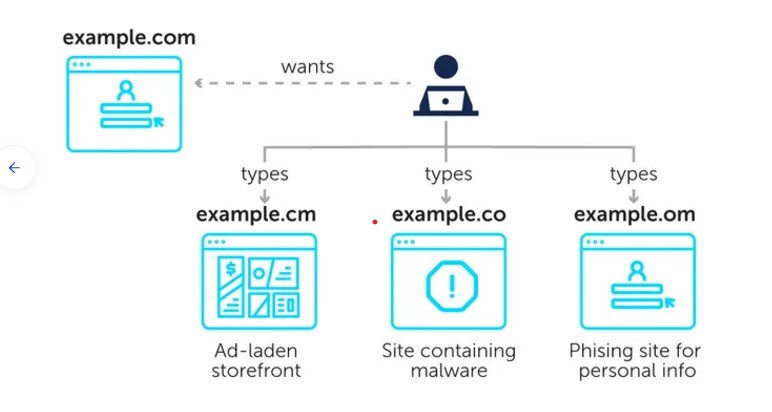 example.com
wants
types
types
types
example.cm
example.co
example.om
$
!
Ad-laden
storefront
Site containing
malware
Phising site for
personal info